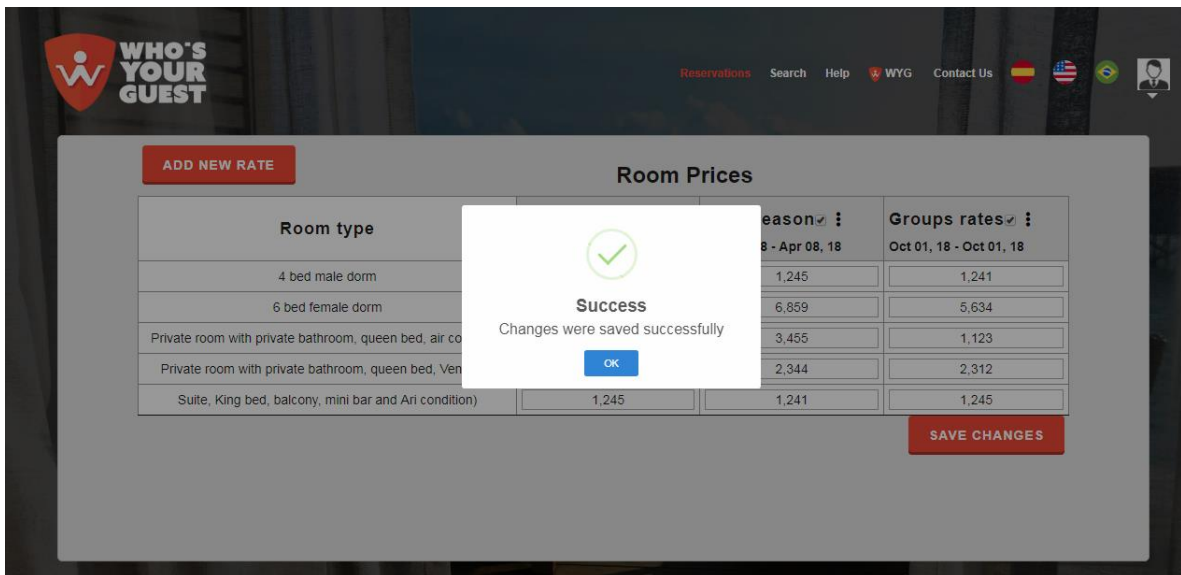 WHO'S
YOUR
GUEST
Reservations Search Help WYG Contact Us
ADD NEW RATE
Room Prices
Room type eason Groups rates
8 - Apr 08, 18 Oct 01, 18 - Oct 01, 18
4 bed male dorm 1,245 1,241
6 bed female dorm 6,859 5,634
Private room with private bathroom, queen bed, air co 3,455 1,123
Private room with private bathroom, queen bed, Ven 2,344 2,312
Suite, King bed, balcony, mini bar and Ari condition) 1,245 1,241 1,245
Success
Changes were saved successfully
OK
SAVE CHANGES